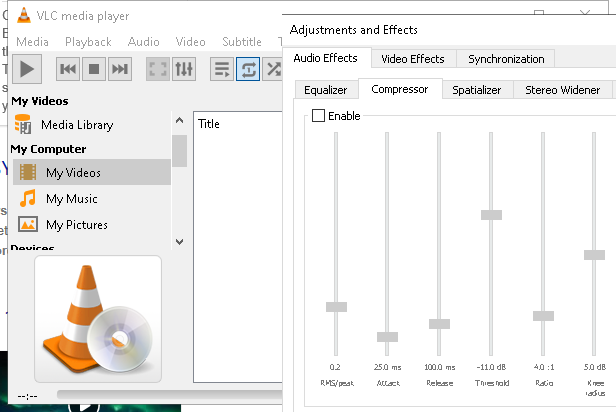 VLC media player
Media Playback Audio Video Subtitle
My Videos
Media Library
My Computer
My Videos
My Music
My Pictures
Devices
Title
--:--
Adjustments and Effects
Audio Effects Video Effects Synchronization
Equalizer Compressor Spatializer Stereo Widener
Enable
0.2 25.0 ms 100.0 ms -11.0 dB 4.0 :1 5.0 dB
RMS/peak Attack Release Threshold Ratio Knee
radius